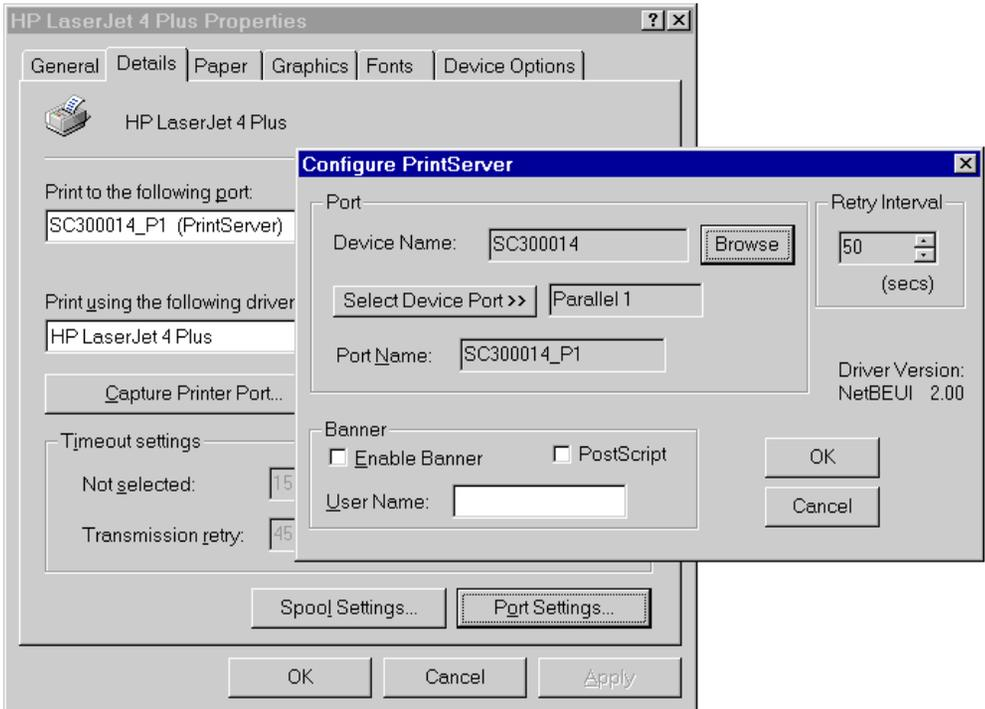 HP LaserJet 4 Plus Properties
General Details Paper Graphics Fonts Device Options
HP LaserJet 4 Plus
Print to the following port:
SC300014_P1 (PrintServer)
Print using the following driver
HP LaserJet 4 Plus
Capture Printer Port...
Timeout settings
Not selected: 15
Transmission retry: 45
Spool Settings... Port Settings...
OK Cancel Apply
Configure PrintServer
Port
Device Name: SC300014 Browse
Select Device Port >> Parallel 1
Port Name: SC300014_P1
Retry Interval
50
(secs)
Driver Version:
NetBEUI 2.00
Banner
Enable Banner PostScript
User Name:
OK
Cancel